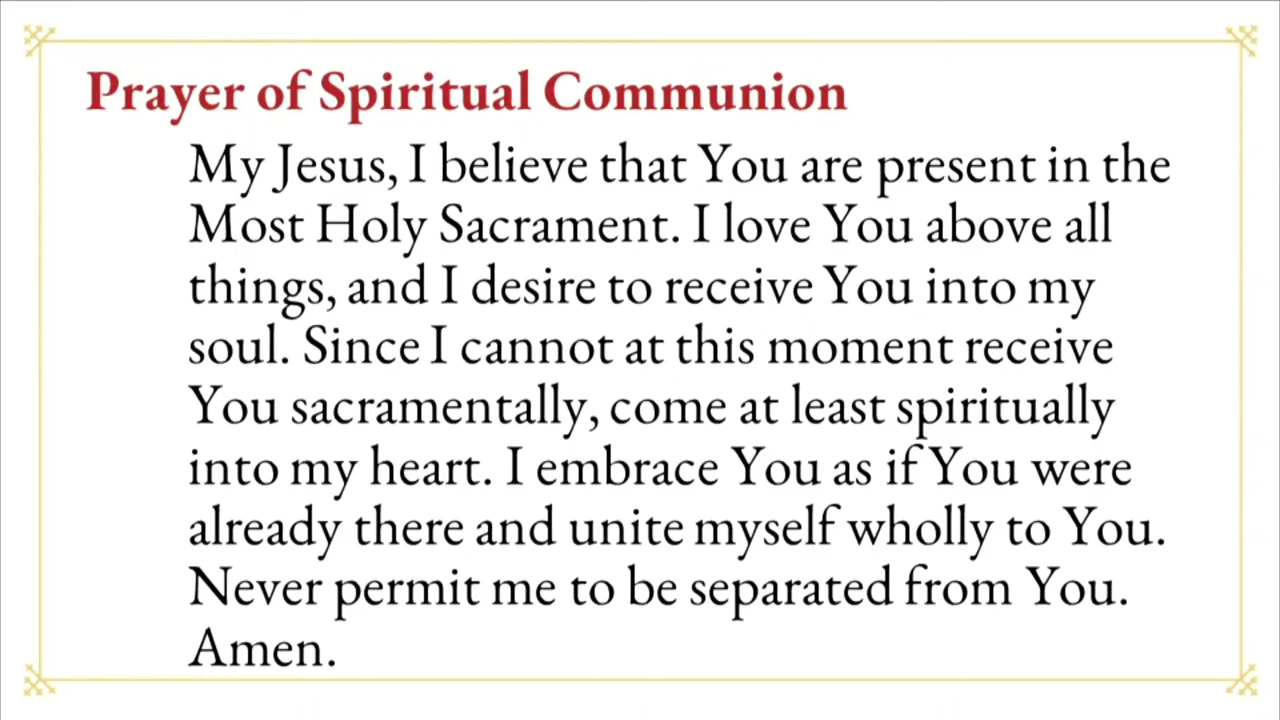 Prayer of Spiritual Communion
My Jesus, I believe that You are present in the
Most Holy Sacrament. I love You above all
things, and I desire to receive You into my
soul. Since I cannot at this moment receive
You sacramentally, come at least spiritually
into my heart. I embrace You as if You were
already there and unite myself wholly to You.
Never permit me to be separated from You.
Amen.